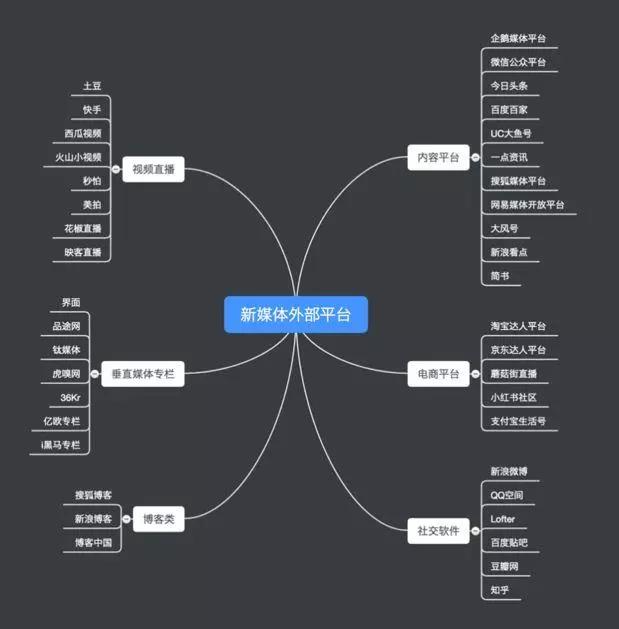 新媒体外部平台
内容平台
企鹅媒体平台
微信公众平台
今日头条
百度百家
UC大鱼号
一点资讯
搜狐媒体平台
网易媒体开放平台
大风号
新浪看点
简书
电商平台
淘宝达人平台
京东达人平台
蘑菇街直播
小红书社区
支付宝生活号
社交软件
新浪微博
QQ空间
Lofter
百度贴吧
豆瓣网
知乎
视频直播
土豆
快手
西瓜视频
火山小视频
秒怕
美拍
花椒直播
映客直播
垂直媒体专栏
界面
品途网
钛媒体
虎嗅网
36Kr
亿欧专栏
i黑马专栏
博客类
搜狐博客
新浪博客
博客中国